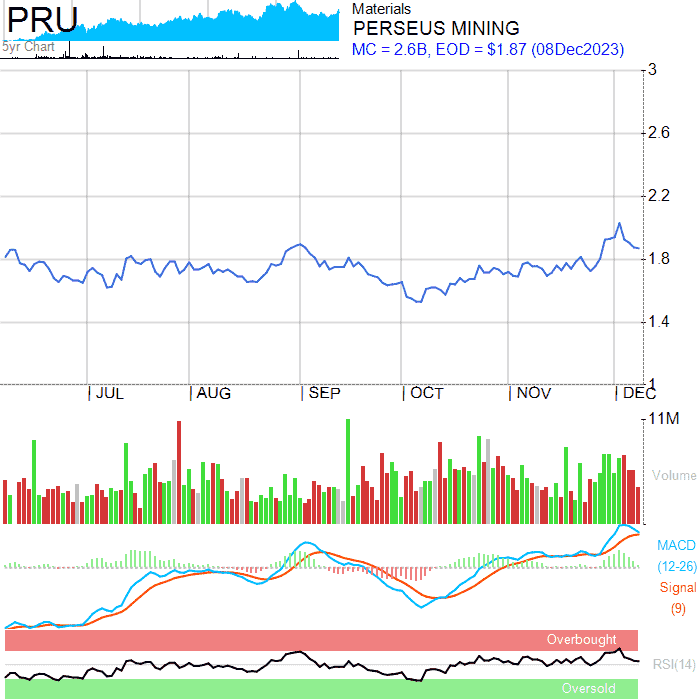 PRU
5yr Chart
Materials
PERSEUS MINING
MC = 2.6B, EOD = $1.87 (08Dec2023)
3
2.6
2.2
1.8
1.4
1
JUL AUG SEP OCT NOV DEC
11M
Volume
MACD
(12-26)
Signal
(9)
Overbought
RSI(14)
Oversold